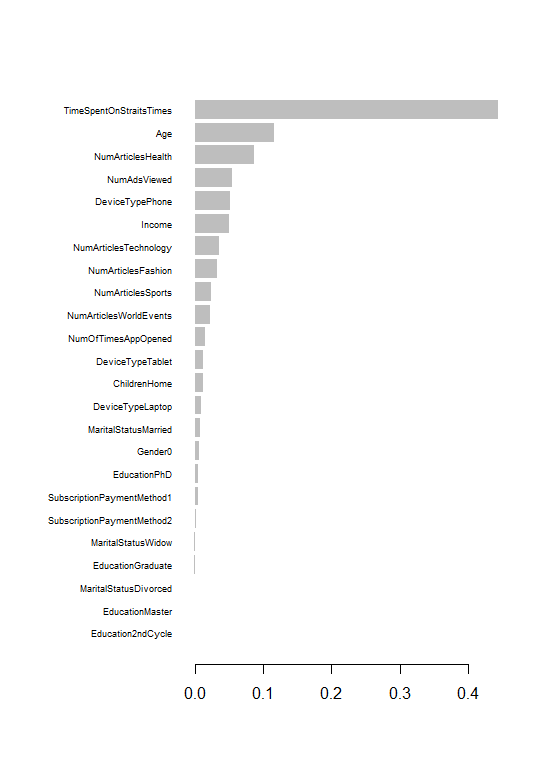 TimeSpentOnStraitsTimes
Age
NumArticlesHealth
NumAdsViewed
DeviceTypePhone
Income
NumArticlesTechnology
NumArticlesFashion
NumArticlesSports
NumArticlesWorldEvents
NumOfTimesAppOpened
DeviceTypeTablet
ChildrenHome
DeviceTypeLaptop
MaritalStatusMarried
Gender0
EducationPhD
SubscriptionPaymentMethod1
SubscriptionPaymentMethod2
MaritalStatusWidow
EducationGraduate
MaritalStatusDivorced
EducationMaster
Education2ndCycle
0.0 0.1 0.2 0.3 0.4